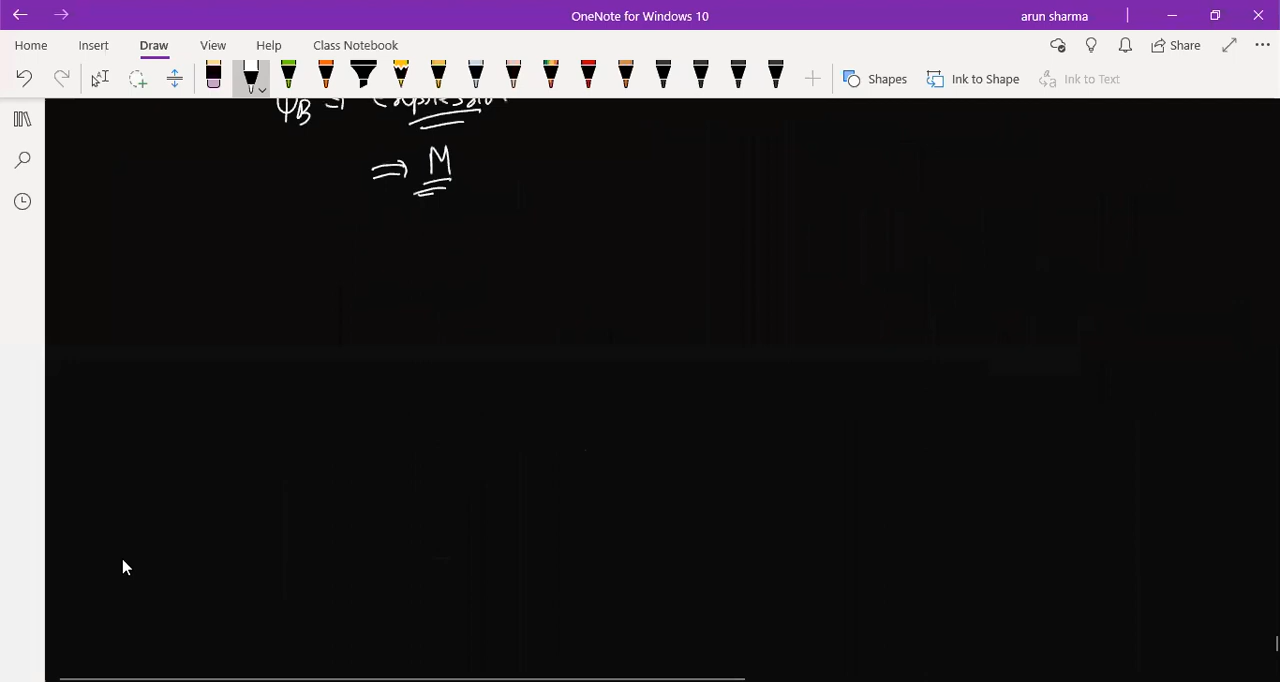 OneNote for Windows 10
arun sharma
Home Insert Draw View Help Class Notebook
Share
Shapes Ink to Shape Ink to Text
⇒ M